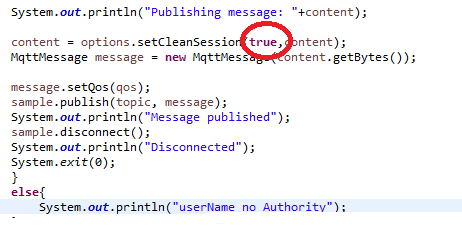 System.out.println("Publishing message: "+content);
content = options.setCleanSession(true,content);
MqttMessage message = new MqttMessage(content.getBytes());
message.setQos(qos);
sample.publish(topic, message);
System.out.println("Message published");
sample.disconnect();
System.out.println("Disconnected");
System.exit(0);
}
else{
System.out.println("userName no Authority");